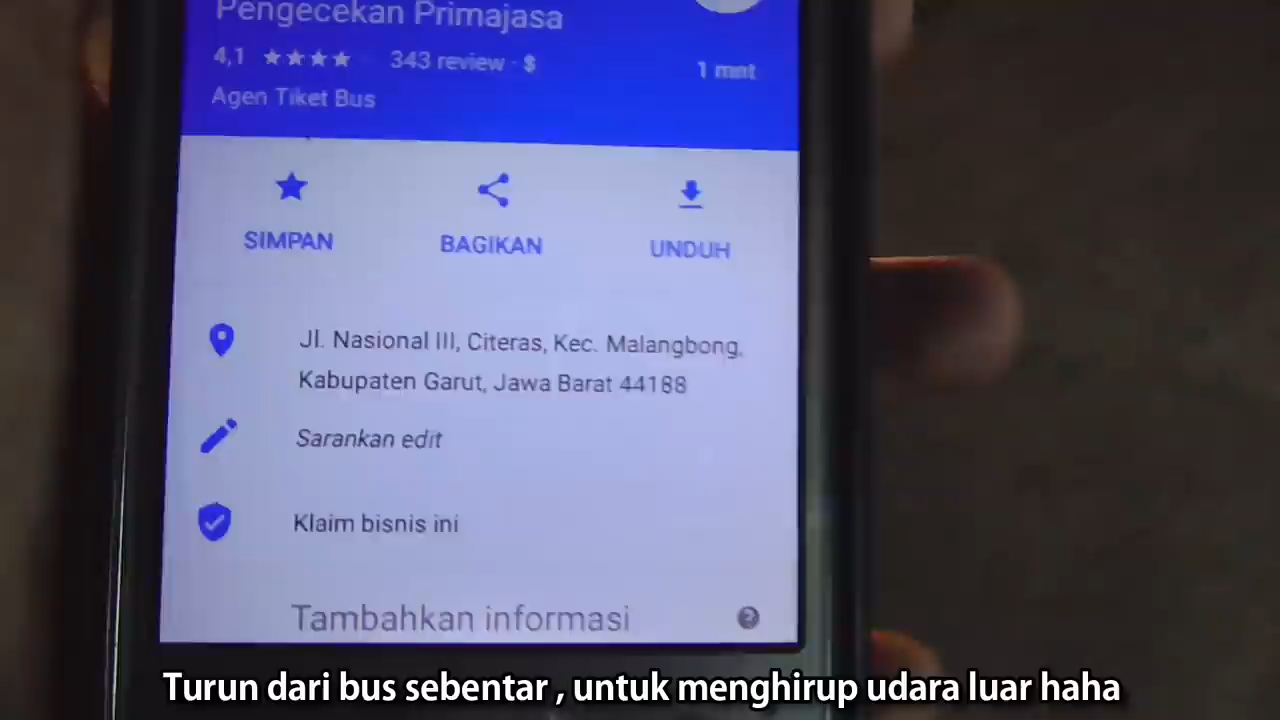 Pengecekan Primajasa
4,1 343 review · $
1 mnt
Agen Tiket Bus
SIMPAN BAGIKAN UNDUH
Jl. Nasional III, Citeras, Kec. Malangbong,
Kabupaten Garut, Jawa Barat 44188
Sarankan edit
Klaim bisnis ini
Tambahkan informasi ?
Turun dari bus sebentar , untuk menghirup udara luar haha